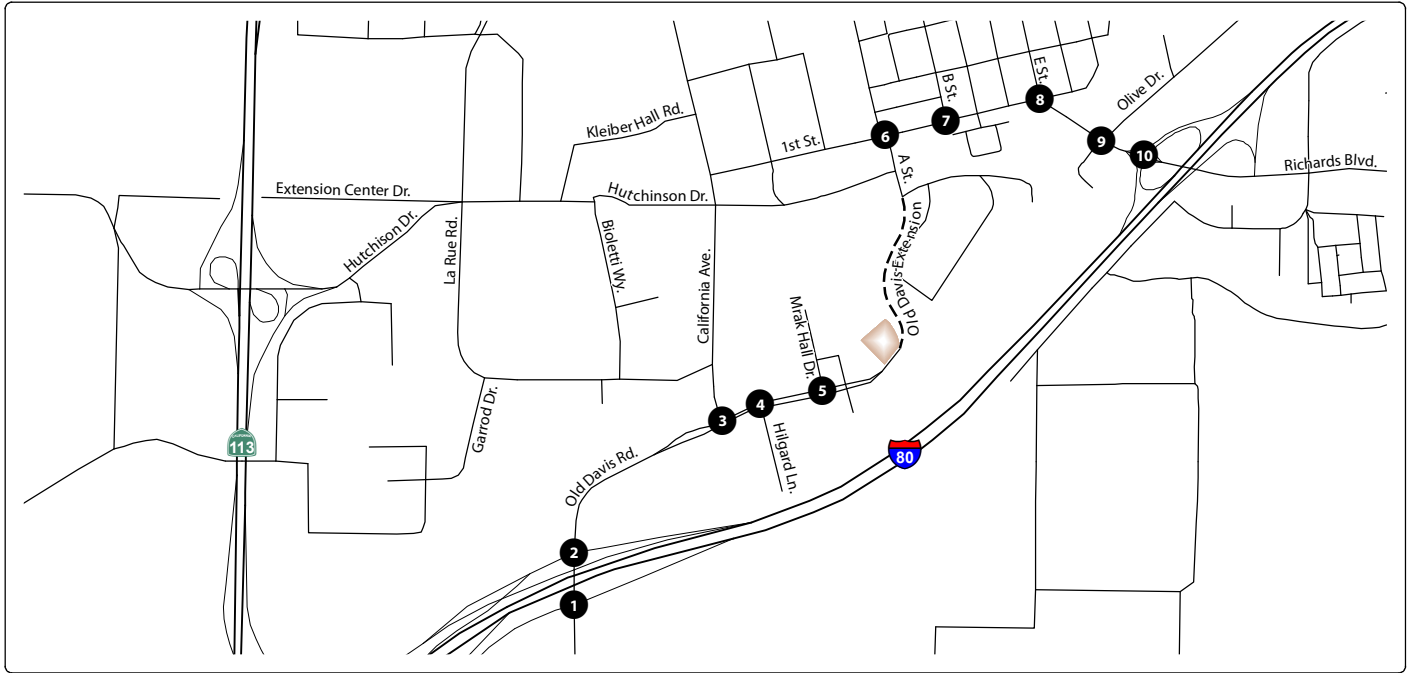 E St.
B St.
8
Olive Dr.
7
Kleiber Hall Rd.
6
1st St.
9
10
Richards Blvd.
A St.
Extension Center Dr.
Hutchinson Dr.
Hutchison Dr.
La Rue Rd.
Bioletti Wy.
California Ave.
Old Davis Extension
Mrak Hall Dr.
5
4
3
Garrod Dr.
Hilgard Ln.
CALIFORNIA
113
80
Old Davis Rd.
2
1